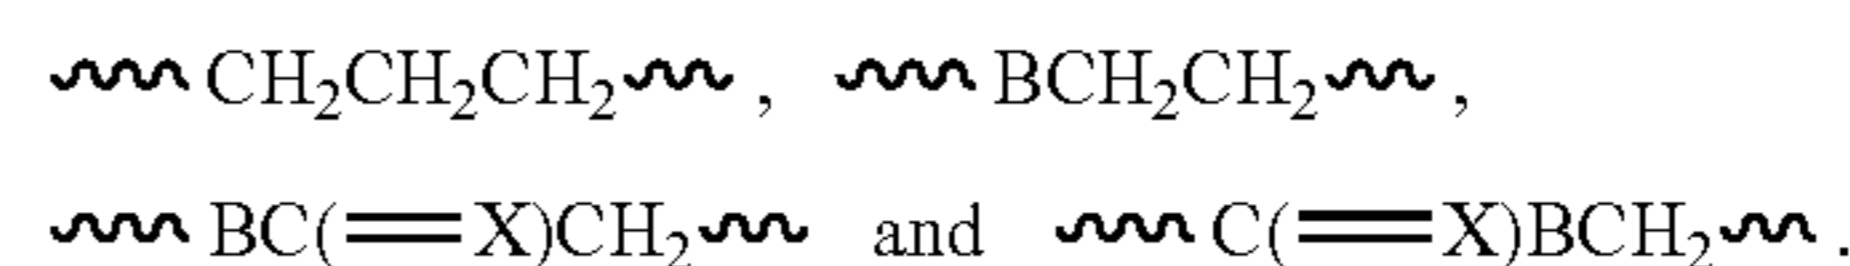 CH₂CH₂CH₂ , BCH₂CH₂ ,
BC(=X)CH₂ and C(=X)BCH₂ .